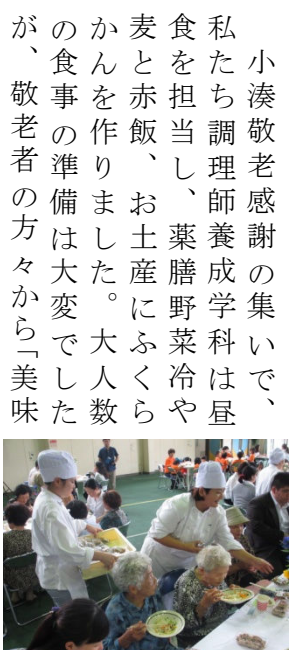 小湊敬老感謝の集いで、
私たち調理師養成学科は昼
食を担当し、薬膳野菜冷や
麦と赤飯、お土産にふくら
かんを作りました。大人数
の食事の準備は大変でした
が、敬老者の方々から「美味